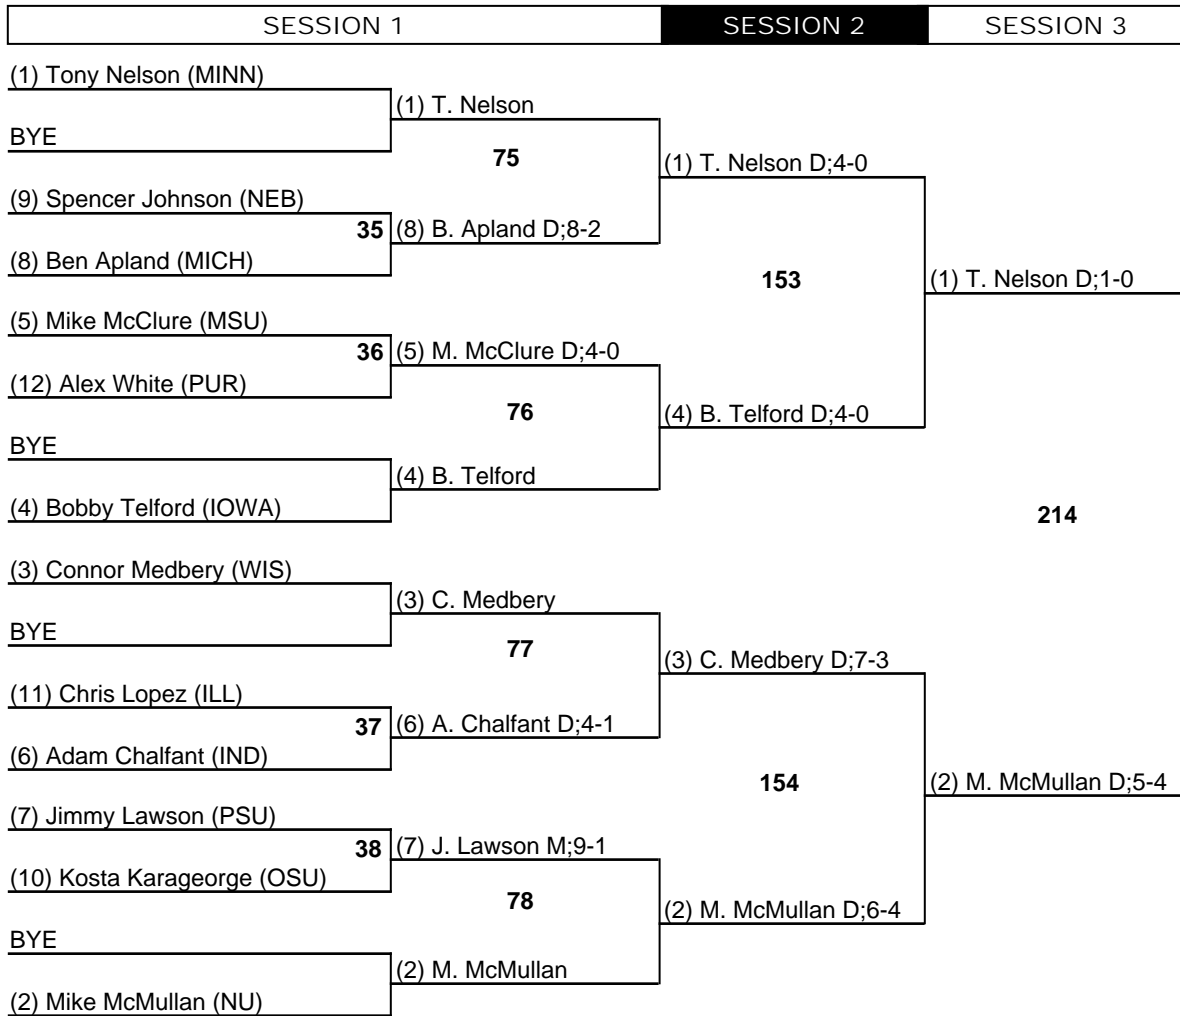 SESSION 1
SESSION 2
SESSION 3
(1) Tony Nelson (MINN)
(1) T. Nelson
BYE
75
(1) T. Nelson D;4-0
(9) Spencer Johnson (NEB)
35
(8) B. Apland D;8-2
(8) Ben Apland (MICH)
153
(1) T. Nelson D;1-0
(5) Mike McClure (MSU)
36
(5) M. McClure D;4-0
(12) Alex White (PUR)
76
(4) B. Telford D;4-0
BYE
(4) B. Telford
(4) Bobby Telford (IOWA)
214
(3) Connor Medbery (WIS)
(3) C. Medbery
BYE
77
(3) C. Medbery D;7-3
(11) Chris Lopez (ILL)
37
(6) A. Chalfant D;4-1
(6) Adam Chalfant (IND)
154
(2) M. McMullan D;5-4
(7) Jimmy Lawson (PSU)
38
(7) J. Lawson M;9-1
(10) Kosta Karageorge (OSU)
78
(2) M. McMullan D;6-4
BYE
(2) M. McMullan
(2) Mike McMullan (NU)